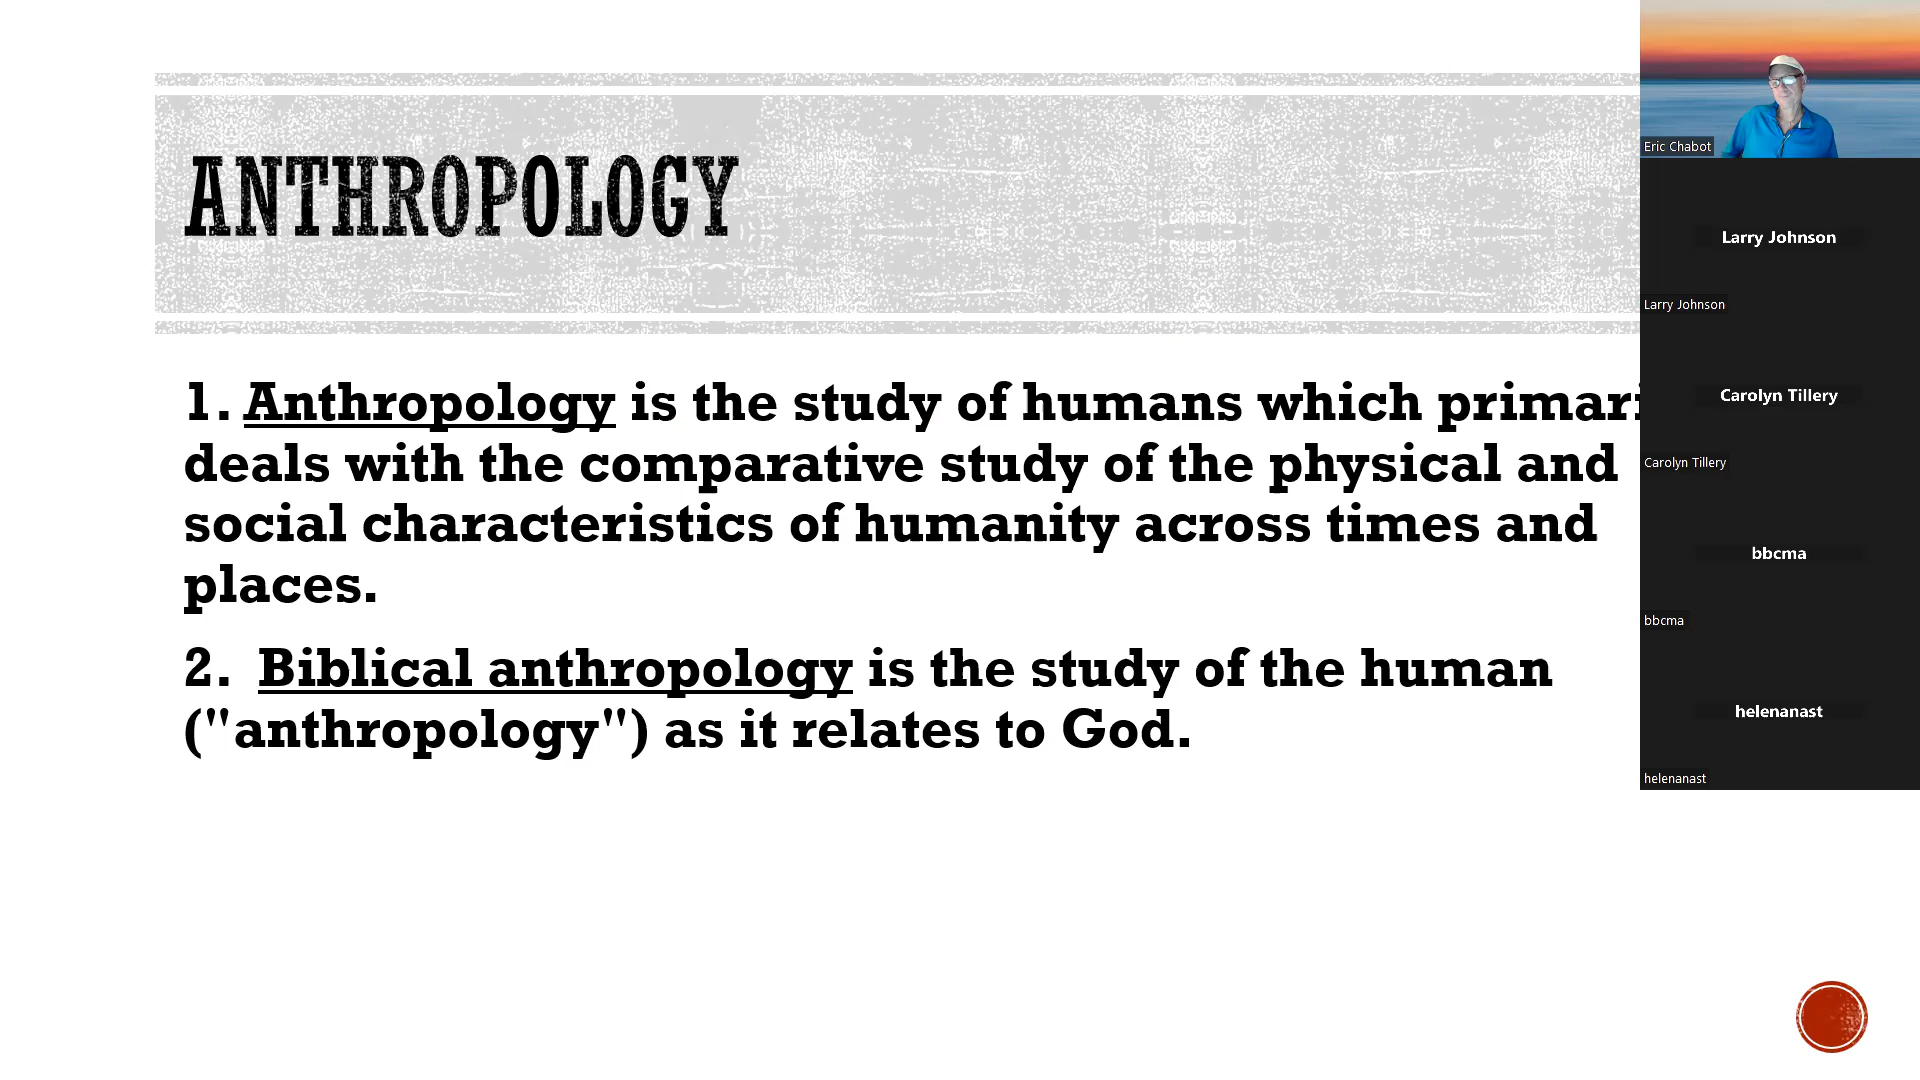 ANTHROPOLOGY
1. Anthropology is the study of humans which primari
deals with the comparative study of the physical and
social characteristics of humanity across times and
places.
2. Biblical anthropology is the study of the human
("anthropology") as it relates to God.
Eric Chabot
Larry Johnson
Larry Johnson
Carolyn Tillery
Carolyn Tillery
bbcma
bbcma
helenanast
helenanast